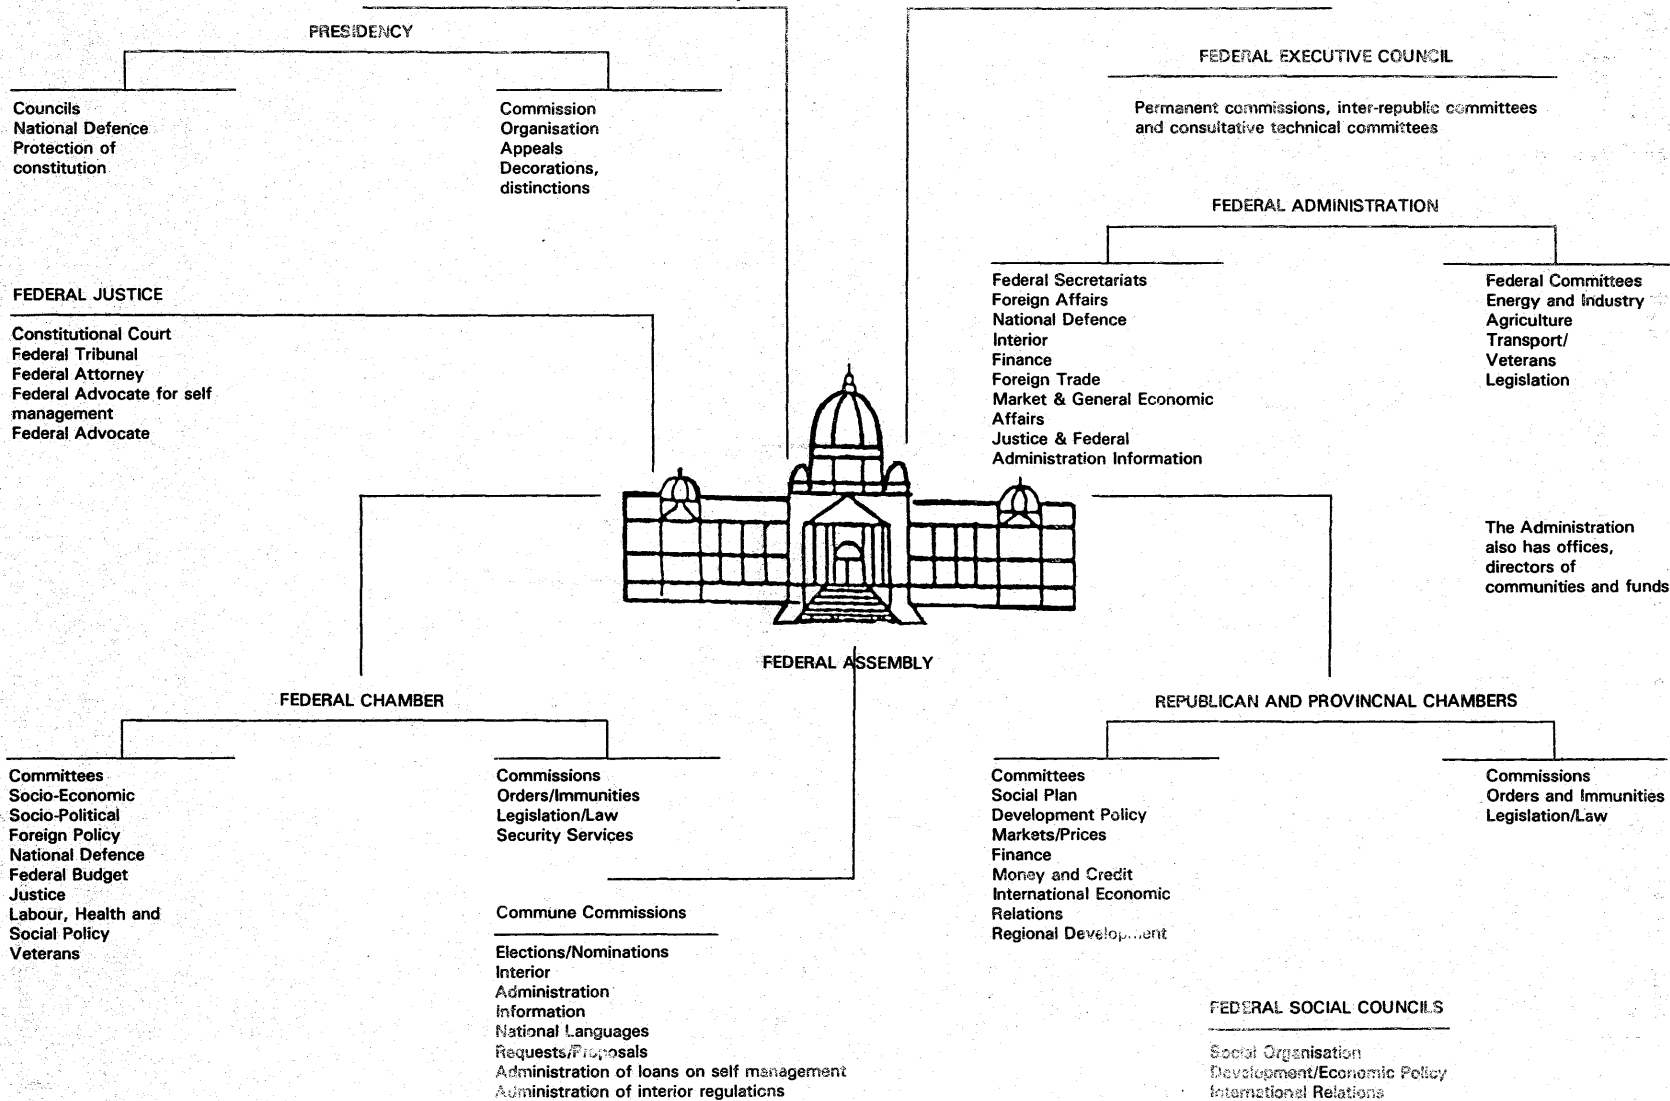 PRESIDENCY
Councils
National Defence
Protection of
constitution
Commission
Organisation
Appeals
Decorations,
distinctions
FEDERAL EXECUTIVE COUNCIL
Permanent commissions, inter-republic committees
and consultative technical committees
FEDERAL ADMINISTRATION
Federal Secretariats
Foreign Affairs
National Defence
Interior
Finance
Foreign Trade
Market & General Economic
Affairs
Justice & Federal
Administration Information
Federal Committees
Energy and Industry
Agriculture
Transport/
Veterans
Legislation
The Administration
also has offices,
directors of
communities and funds
FEDERAL JUSTICE
Constitutional Court
Federal Tribunal
Federal Attorney
Federal Advocate for self
management
Federal Advocate
FEDERAL ASSEMBLY
FEDERAL CHAMBER
Committees
Socio-Economic
Socio-Political
Foreign Policy
National Defence
Federal Budget
Justice
Labour, Health and
Social Policy
Veterans
Commissions
Orders/Immunities
Legislation/Law
Security Services
Commune Commissions
Elections/Nominations
Interior
Administration
Information
National Languages
Requests/Proposals
Administration of loans on self management
Administration of interior regulations
REPUBLICAN AND PROVINCNAL CHAMBERS
Committees
Social Plan
Development Policy
Markets/Prices
Finance
Money and Credit
International Economic
Relations
Regional Development
Commissions
Orders and Immunities
Legislation/Law
FEDERAL SOCIAL COUNCILS
Social Organisation
Development/Economic Policy
International Relations